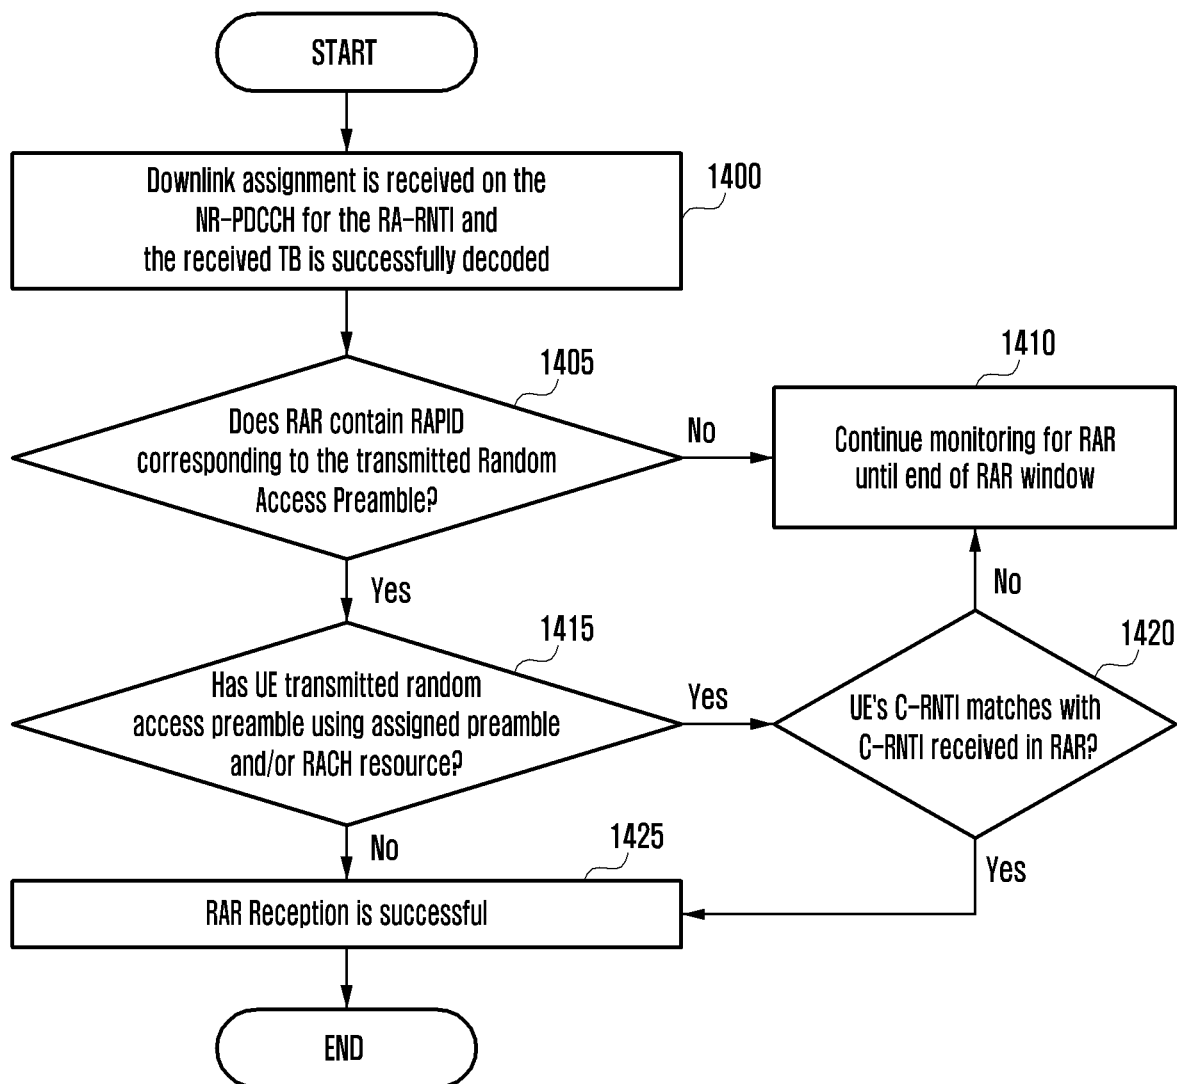 START
Downlink assignment is received on the
NR-PDCCH for the RA-RNTI and
the received TB is successfully decoded
1400
1405
Does RAR contain RAPID
corresponding to the transmitted Random
Access Preamble?
No
1410
Continue monitoring for RAR
until end of RAR window
Yes
No
1415
Has UE transmitted random
access preamble using assigned preamble
and/or RACH resource?
Yes
1420
UE's C-RNTI matches with
C-RNTI received in RAR?
No
Yes
1425
RAR Reception is successful
END